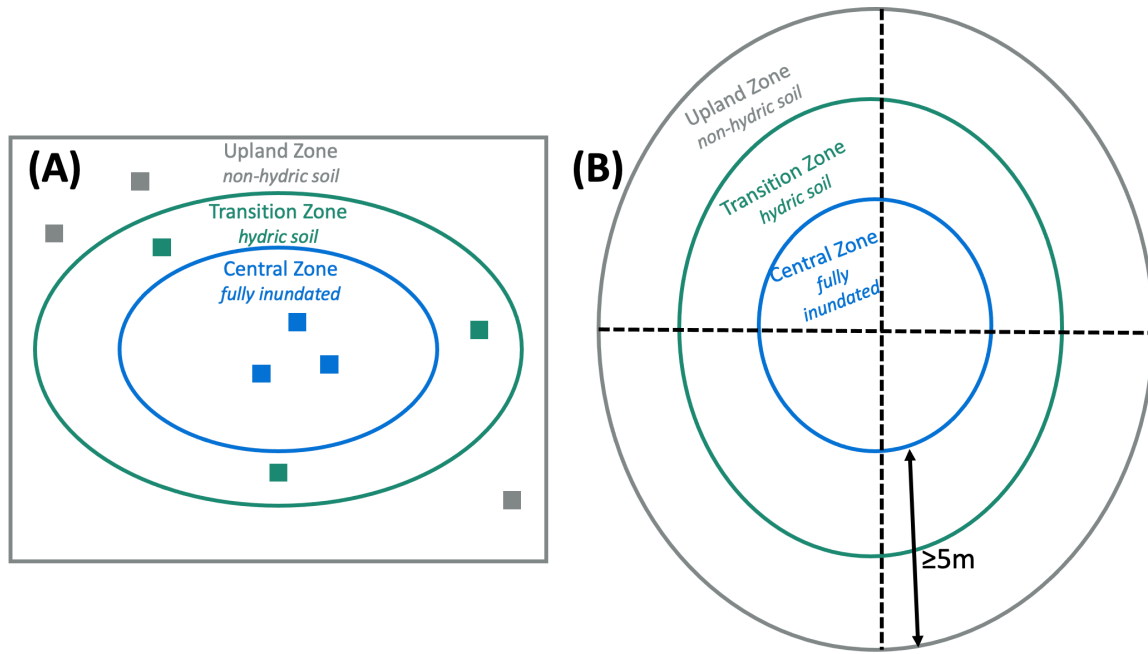 (A)
Upland Zone
non-hydric soil
Transition Zone
hydric soil
Central Zone
fully inundated
(B)
Upland Zone
non-hydric soil
Transition Zone
hydric soil
Central Zone
fully
inundated
≥5m